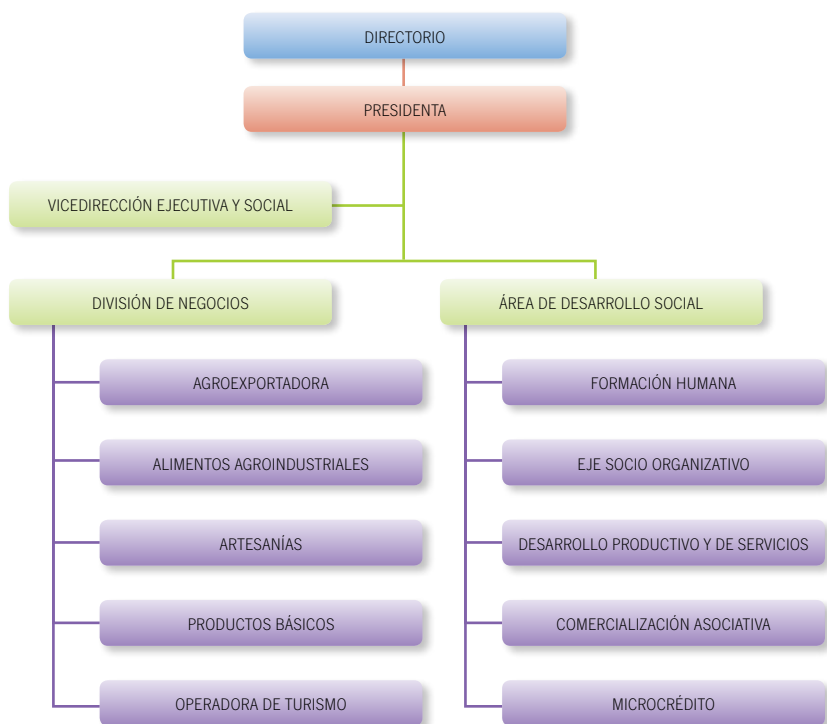 DIRECTORIO
PRESIDENTA
VICEDIRECCIÓN EJECUTIVA Y SOCIAL
DIVISIÓN DE NEGOCIOS
AGROEXPORTADORA
ALIMENTOS AGROINDUSTRIALES
ARTESANÍAS
PRODUCTOS BÁSICOS
OPERADORA DE TURISMO
ÁREA DE DESARROLLO SOCIAL
FORMACIÓN HUMANA
EJE SOCIO ORGANIZATIVO
DESARROLLO PRODUCTIVO Y DE SERVICIOS
COMERCIALIZACIÓN ASOCIATIVA
MICROCRÉDITO